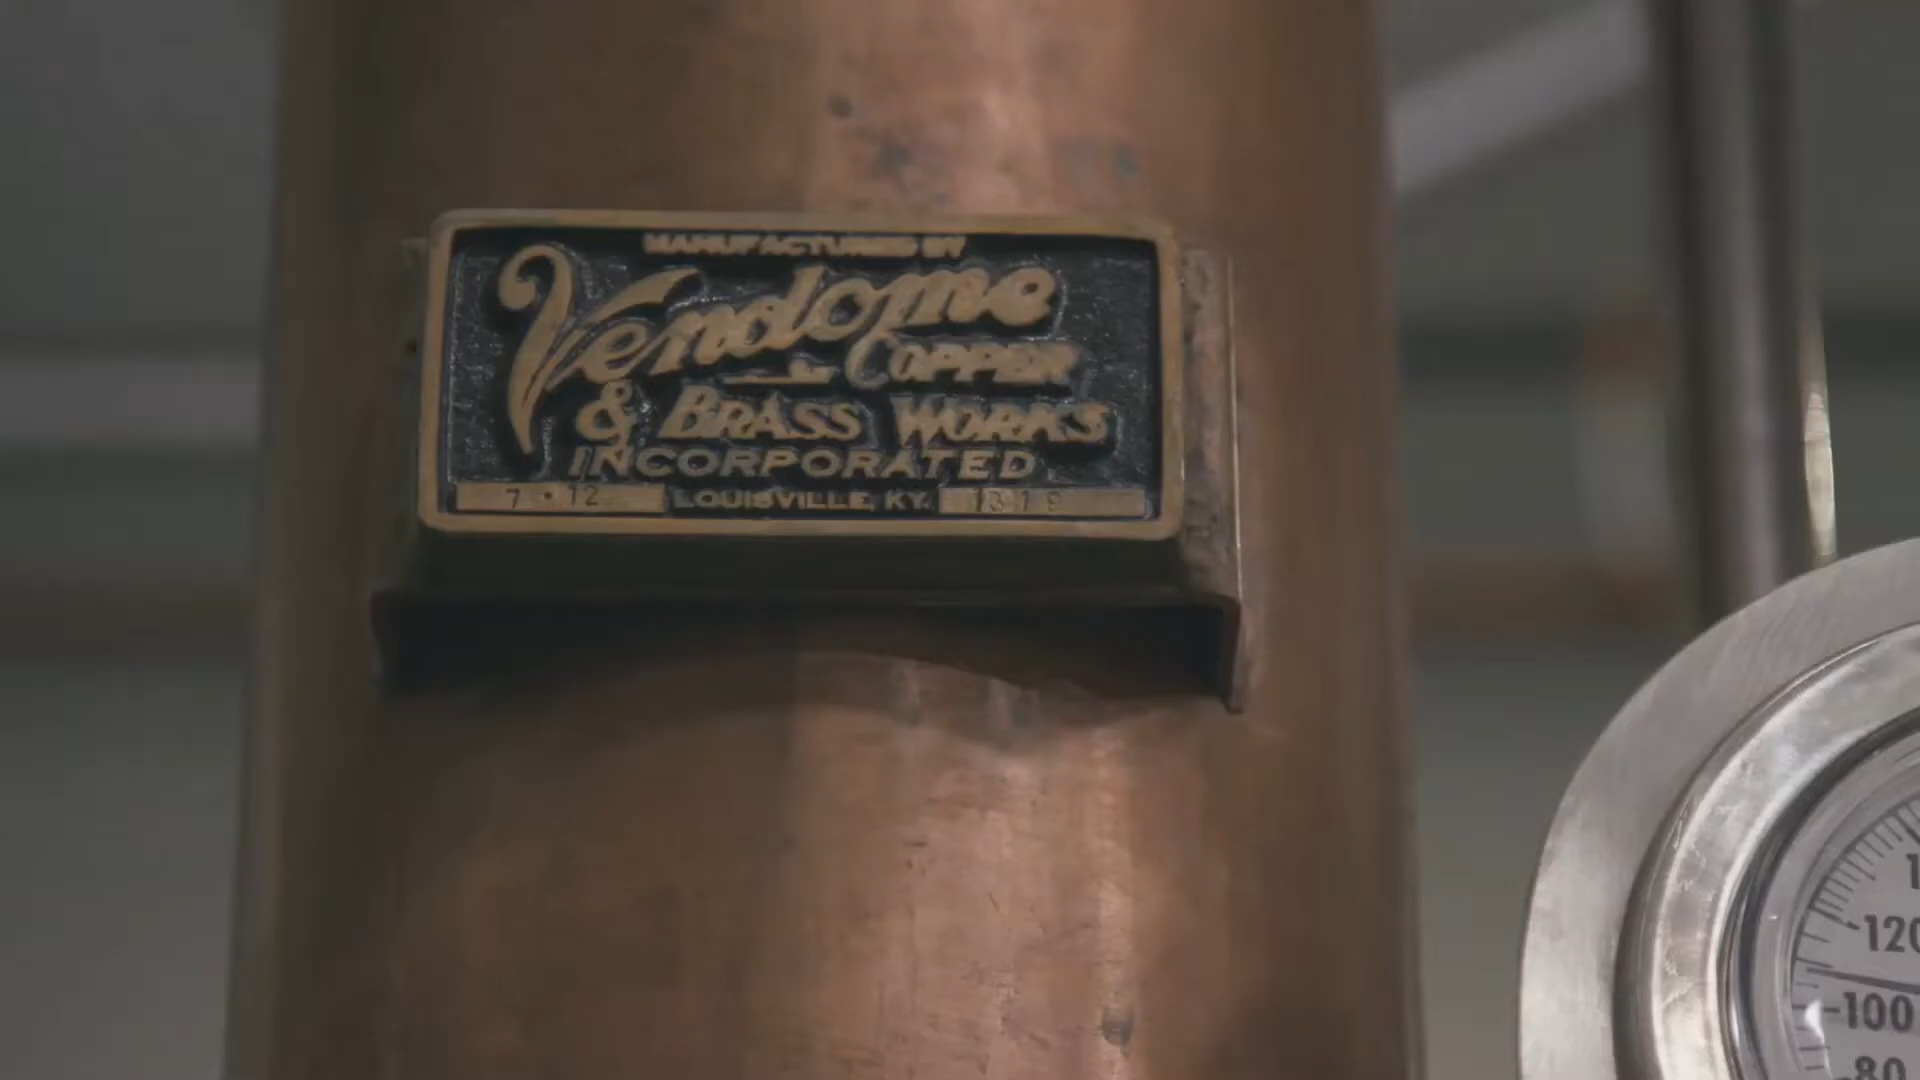 MANUFACTURED BY
Vendome
COPPER
& BRASS WORKS
INCORPORATED
7 • 12 LOUISVILLE, KY.
120
100
80